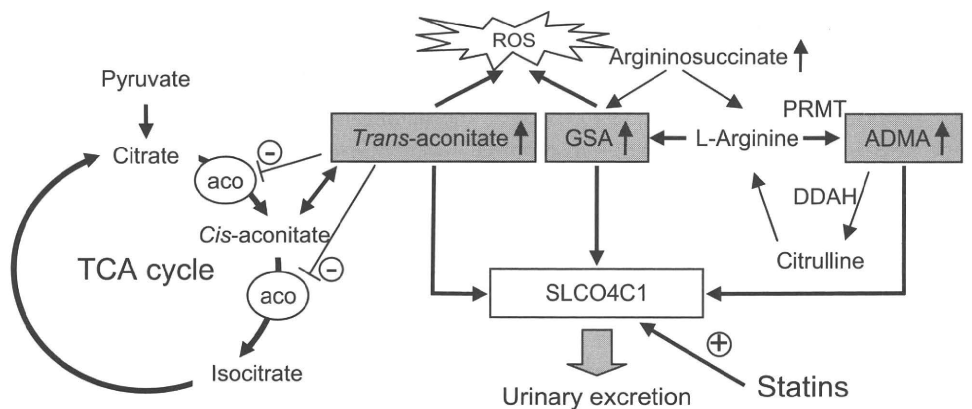 ROS
Argininosuccinate
Pyruvate
PRMT
Trans-aconitate
GSA
L-Arginine
ADMA
Citrate
aco
DDAH
Cis-aconitate
Citrulline
TCA cycle
aco
SLCO4C1
Isocitrate
Urinary excretion
Statins